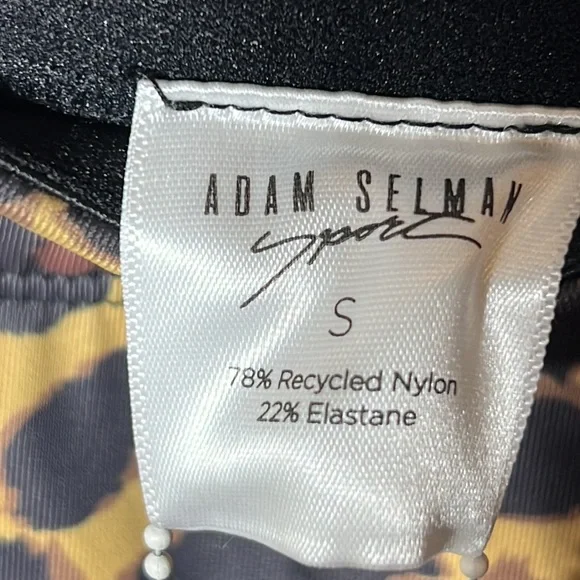 ADAM SELMAN
Sport
S
78% Recycled Nylon
22% Elastane